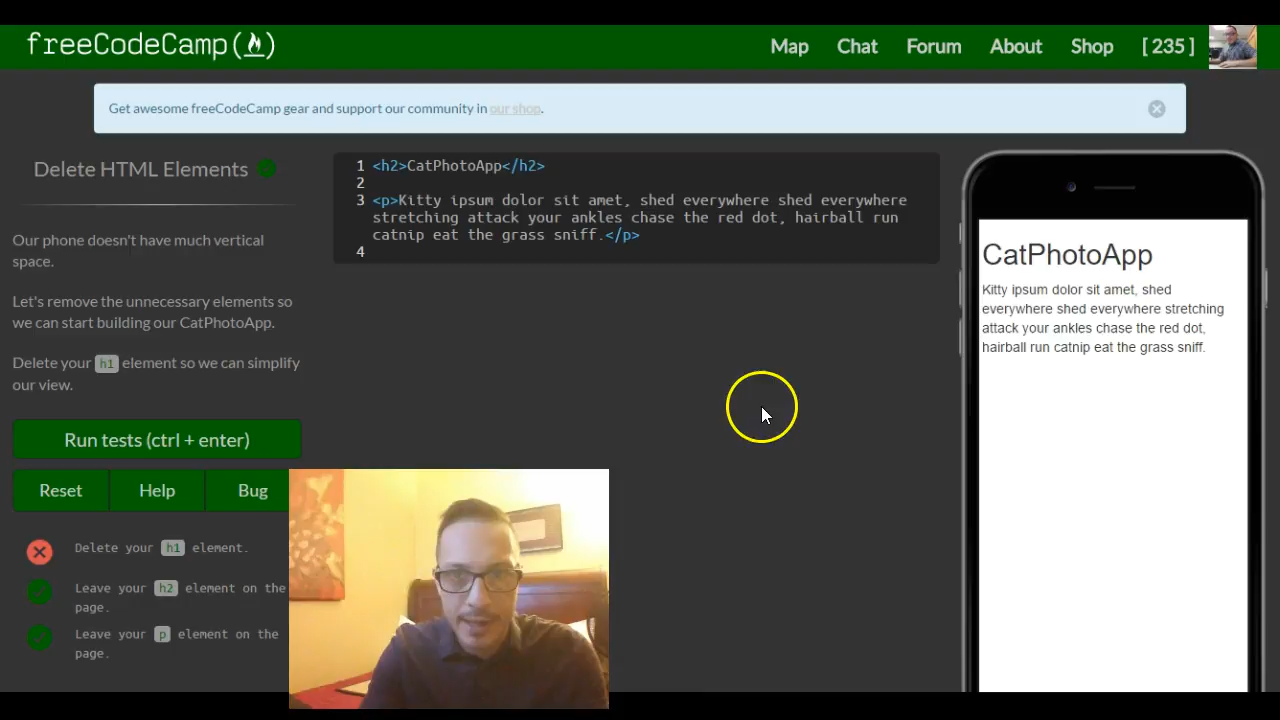 freeCodeCamp
Map Chat Forum About Shop [ 235 ]
Get awesome freeCodeCamp gear and support our community in our shop.
Delete HTML Elements
Our phone doesn't have much vertical
space.
Let's remove the unnecessary elements so
we can start building our CatPhotoApp.
Delete your h1 element so we can simplify
our view.
Run tests (ctrl + enter)
Reset Help Bug
Delete your h1 element.
Leave your h2 element on the
page.
Leave your p element on the
page.
1 <h2>CatPhotoApp</h2>
2
3 <p>Kitty ipsum dolor sit amet, shed everywhere shed everywhere
stretching attack your ankles chase the red dot, hairball run
catnip eat the grass sniff.</p>
4
CatPhotoApp
Kitty ipsum dolor sit amet, shed
everywhere shed everywhere stretching
attack your ankles chase the red dot,
hairball run catnip eat the grass sniff.